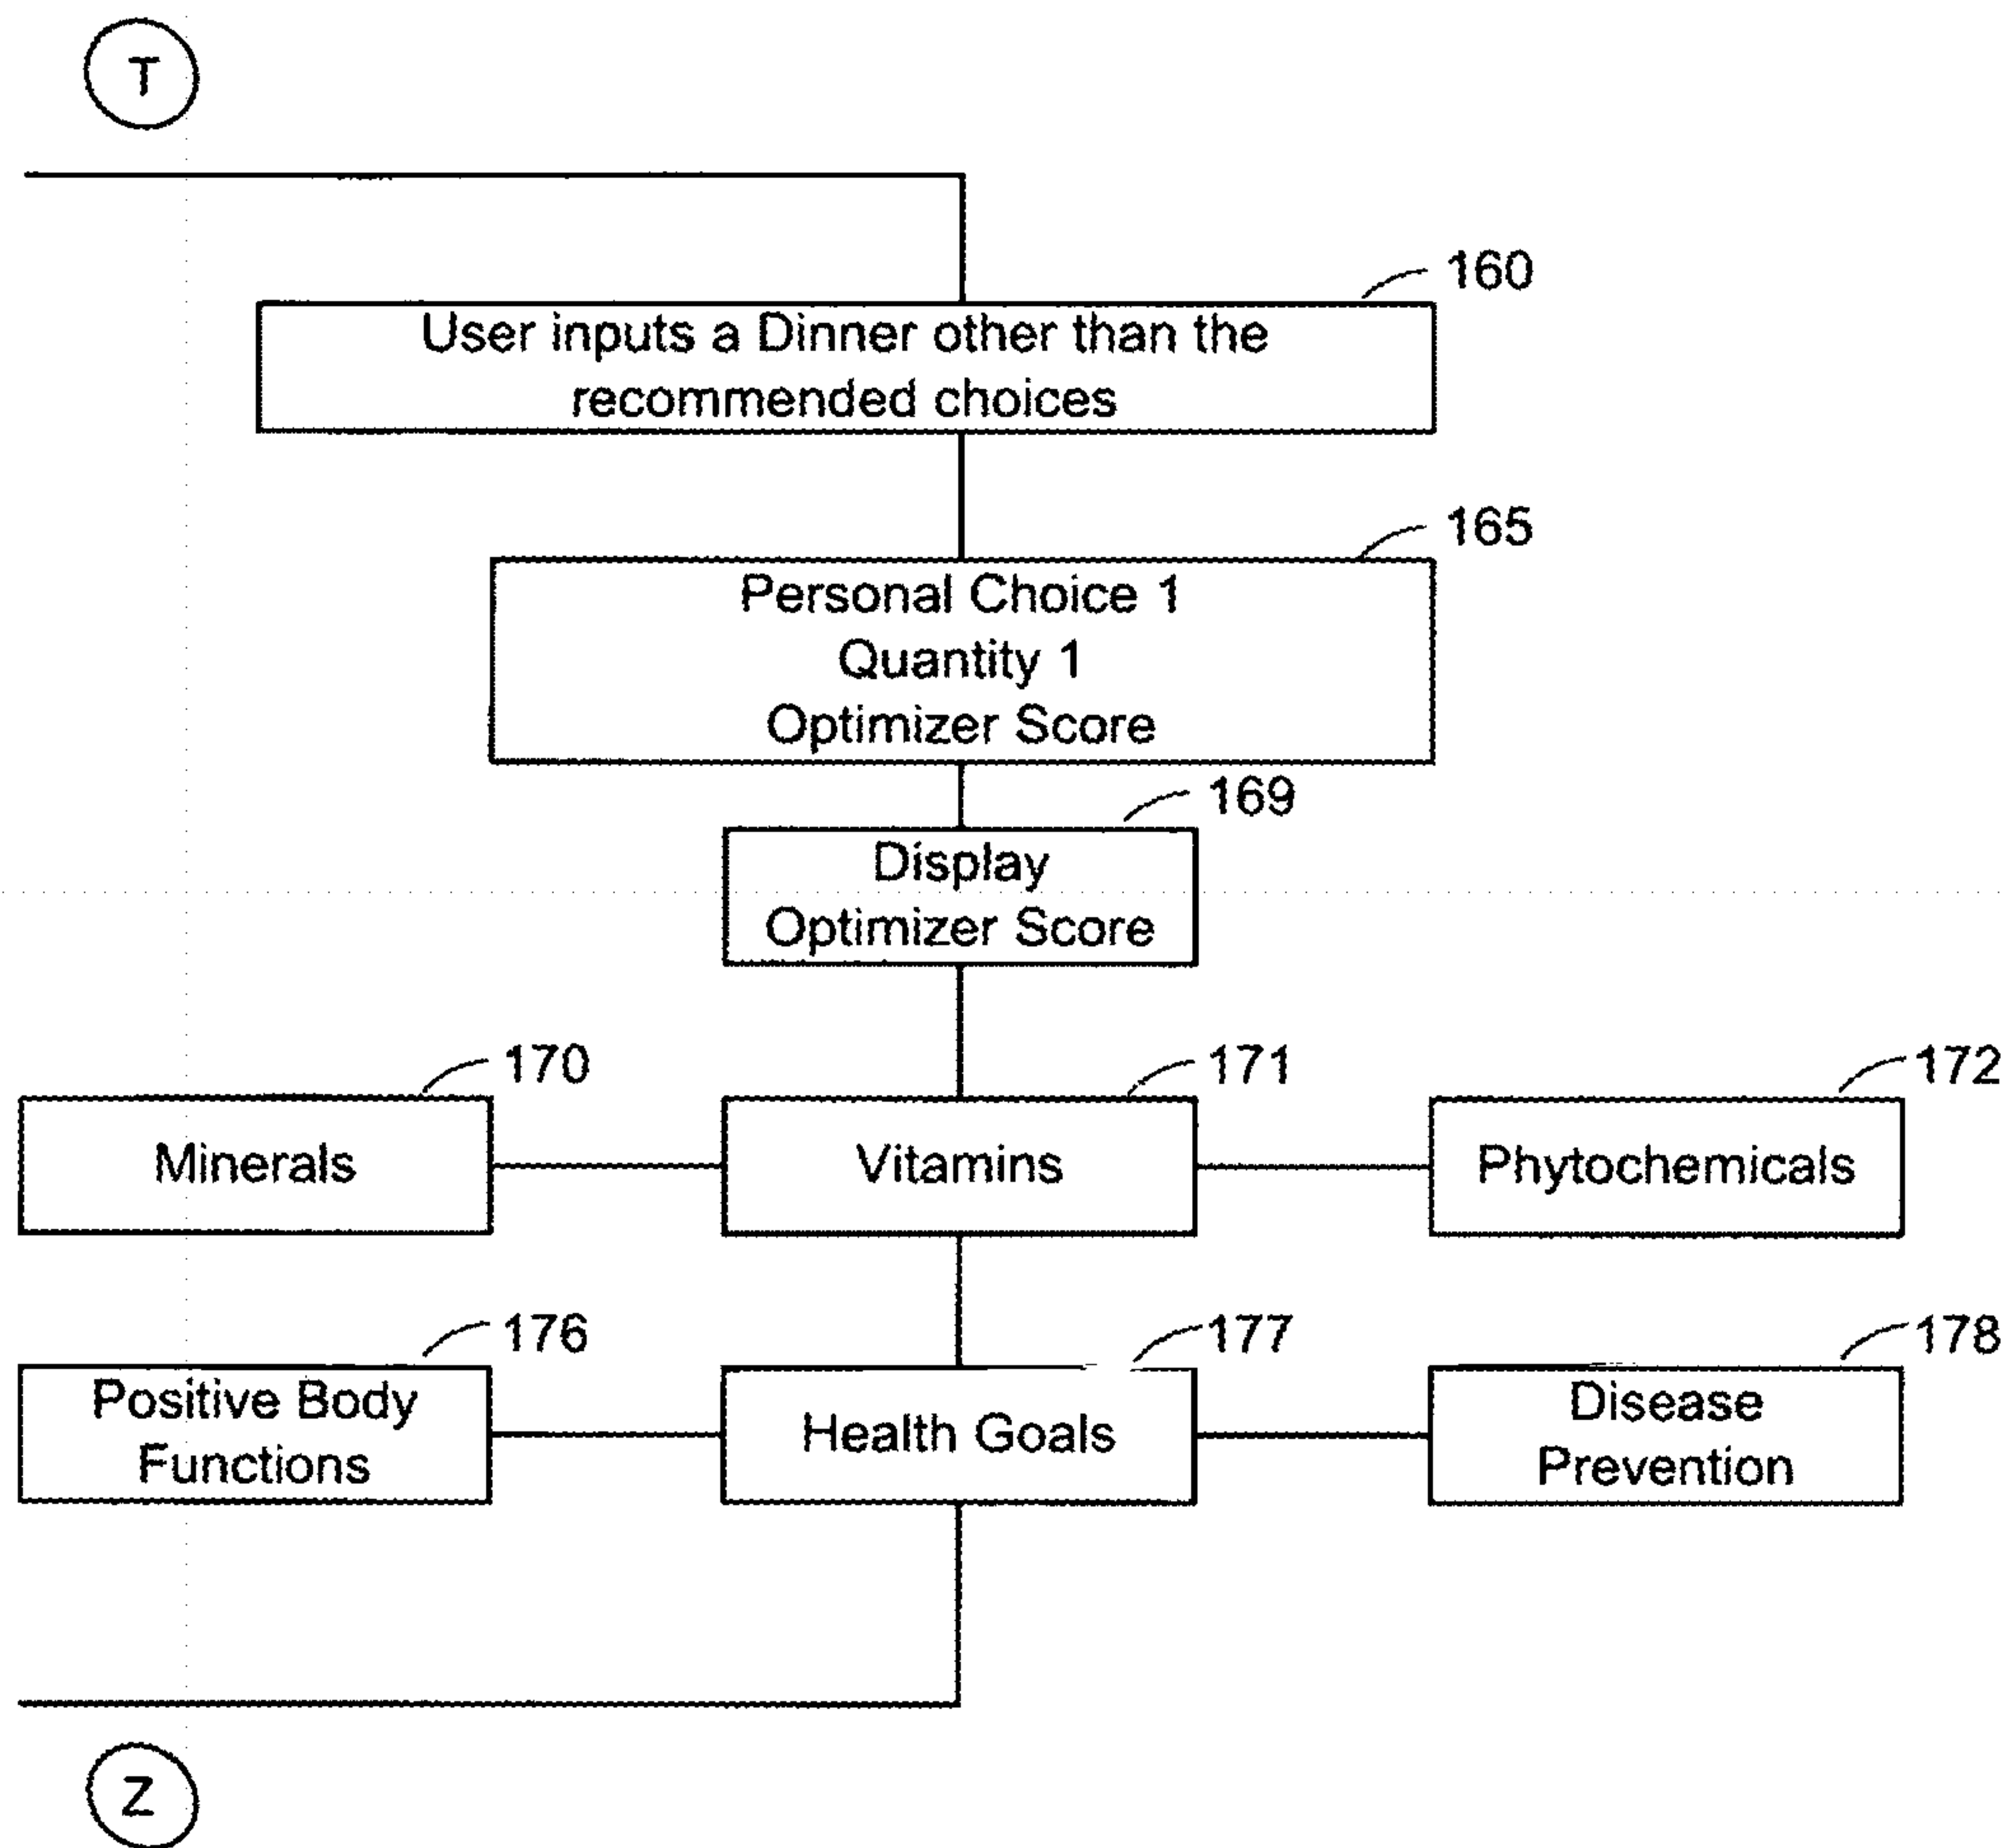 T
160
User inputs a Dinner other than the
recommended choices
165
Personal Choice 1
Quantity 1
Optimizer Score
169
Display
Optimizer Score
170
171
172
Minerals
Vitamins
Phytochemicals
176
177
178
Positive Body
Functions
Health Goals
Disease
Prevention
Z